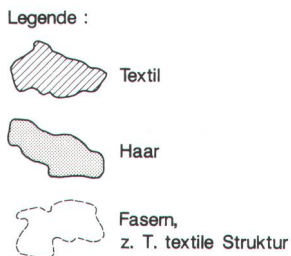 Legende :
Textil
Haar
Fasern,
z. T. textile Struktur